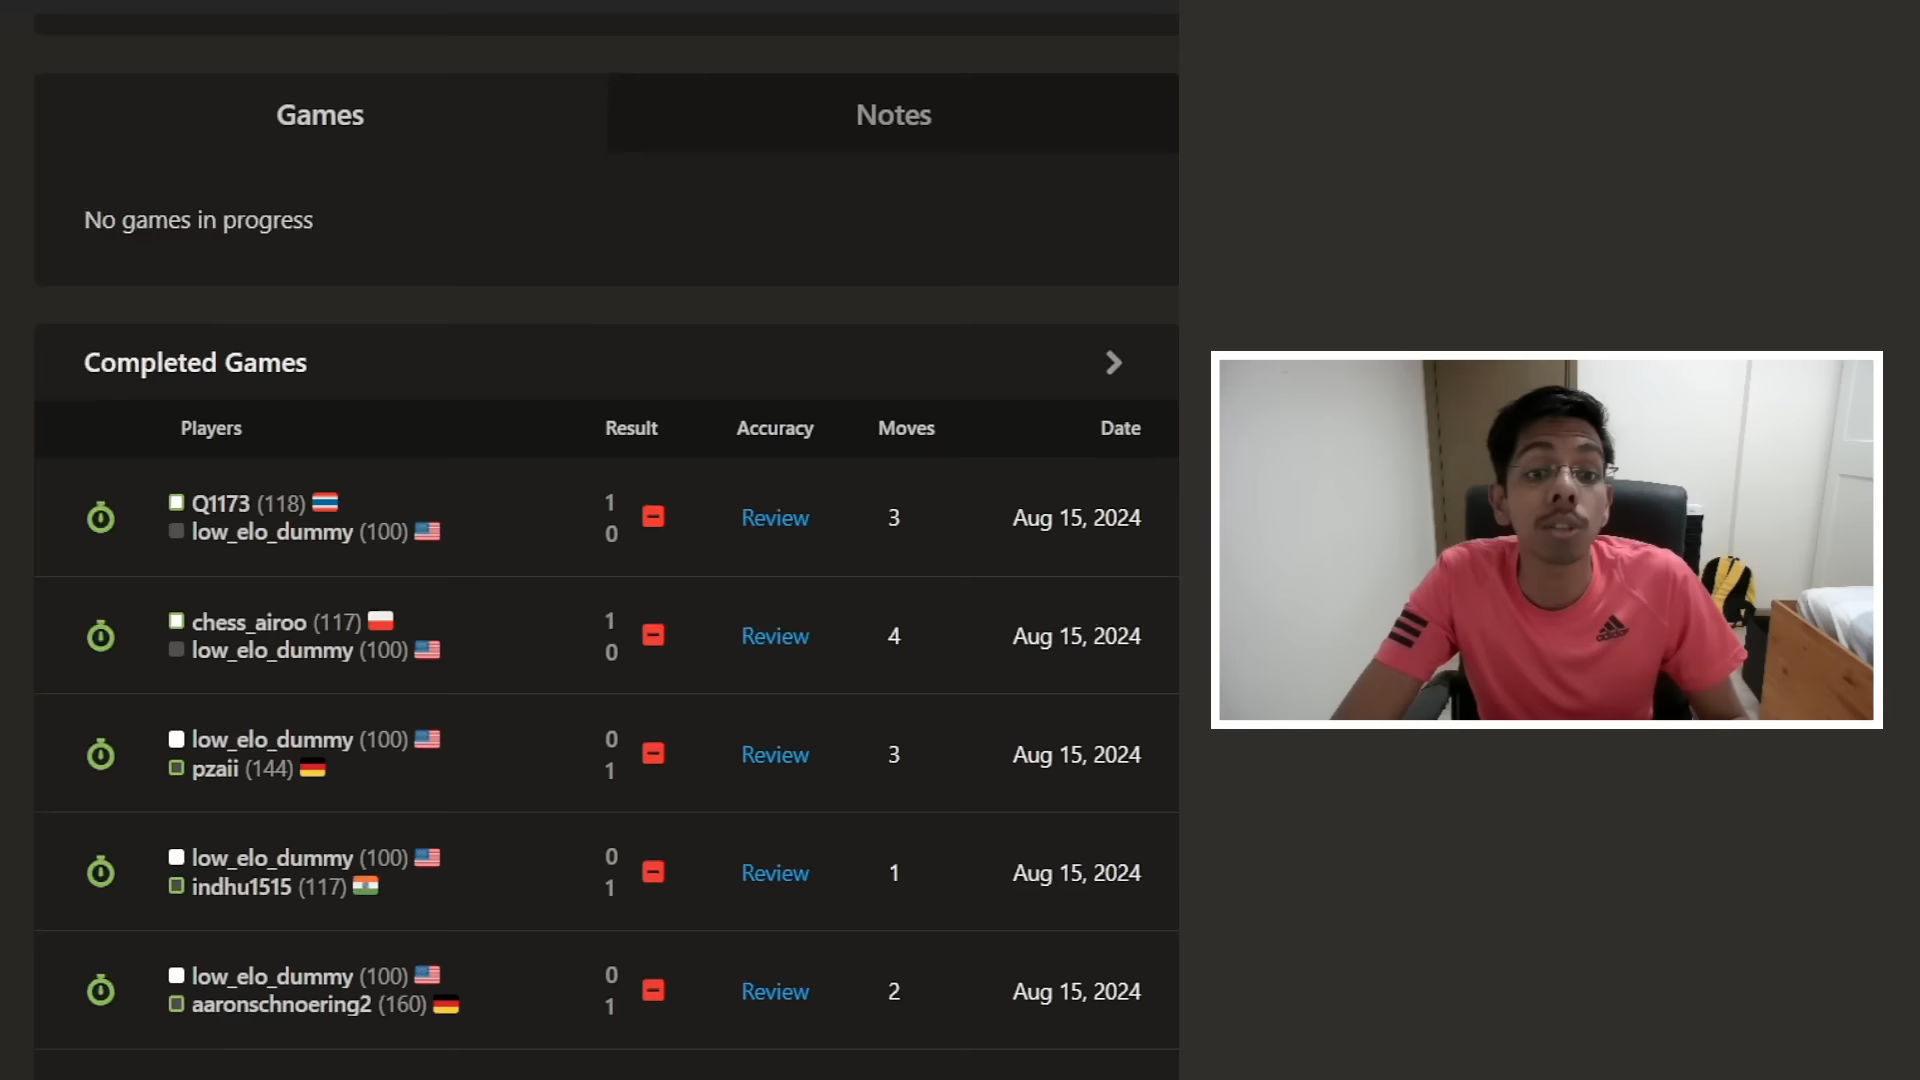 Games
Notes
No games in progress
Completed Games
Players Result Accuracy Moves Date
Q1173 (118) 1
low_elo_dummy (100) 0
Review 3 Aug 15, 2024
chess_airoo (117) 1
low_elo_dummy (100) 0
Review 4 Aug 15, 2024
low_elo_dummy (100) 0
pzaii (144) 1
Review 3 Aug 15, 2024
low_elo_dummy (100) 0
indhu1515 (117) 1
Review 1 Aug 15, 2024
low_elo_dummy (100) 0
aaronschnoering2 (160) 1
Review 2 Aug 15, 2024
adidas